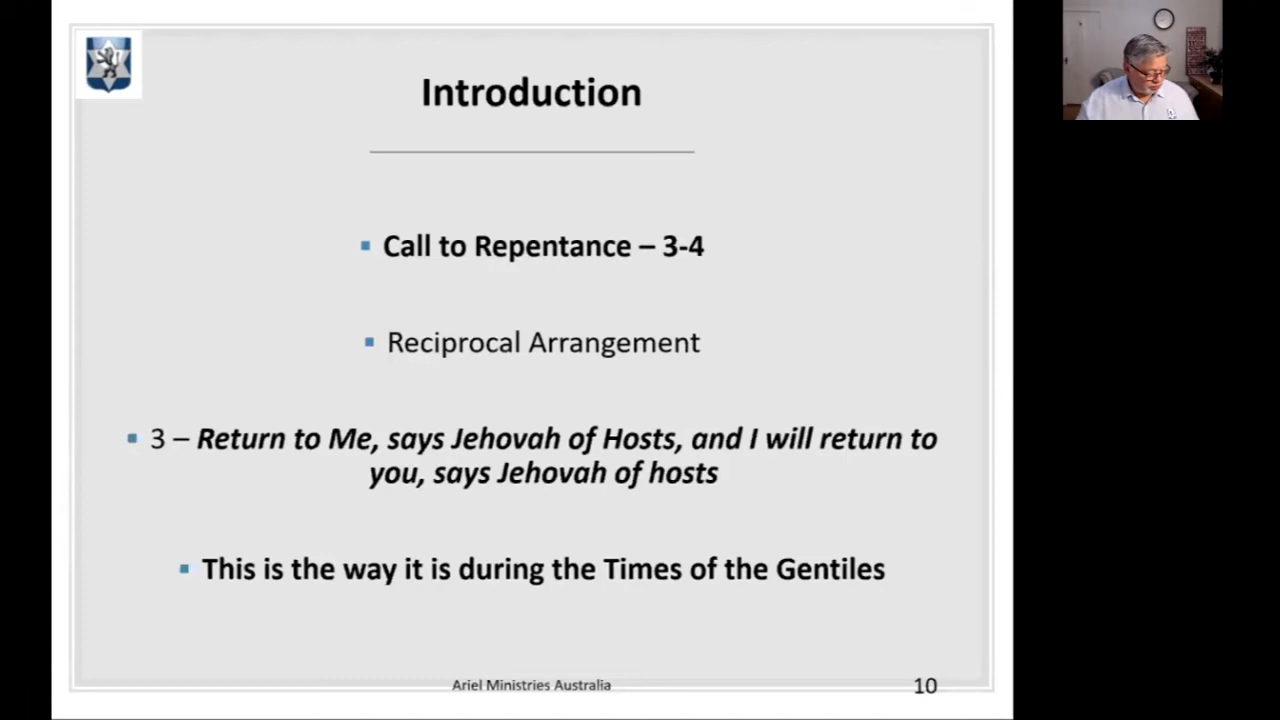 Introduction
Call to Repentance – 3-4
Reciprocal Arrangement
3 – Return to Me, says Jehovah of Hosts, and I will return to
you, says Jehovah of hosts
This is the way it is during the Times of the Gentiles
Ariel Ministries Australia
10